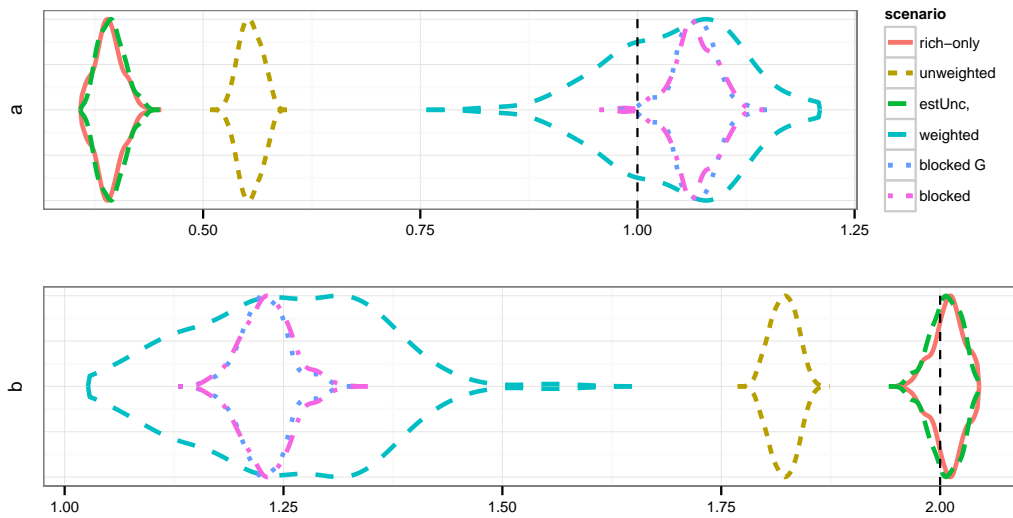 scenario
rich-only
unweighted
estUnc,
weighted
blocked G
blocked
a
0.50 0.75 1.00 1.25
b
1.00 1.25 1.50 1.75 2.00